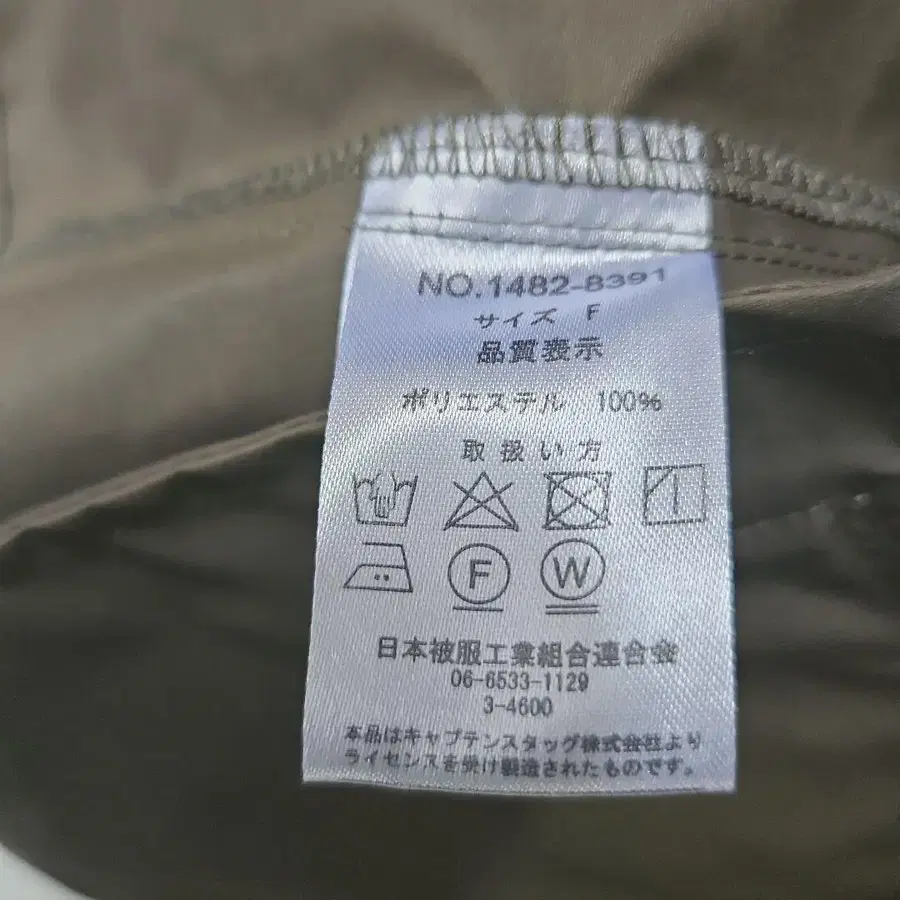 NO.1482-8391
サイズ F
品質表示
ポリエステル 100%
取扱い方
F W
日本被服工業組合連合会
06-6533-1129
3-4600
本品はキャプテンスタッグ株式会社より
ライセンスを受け製造されたものです。